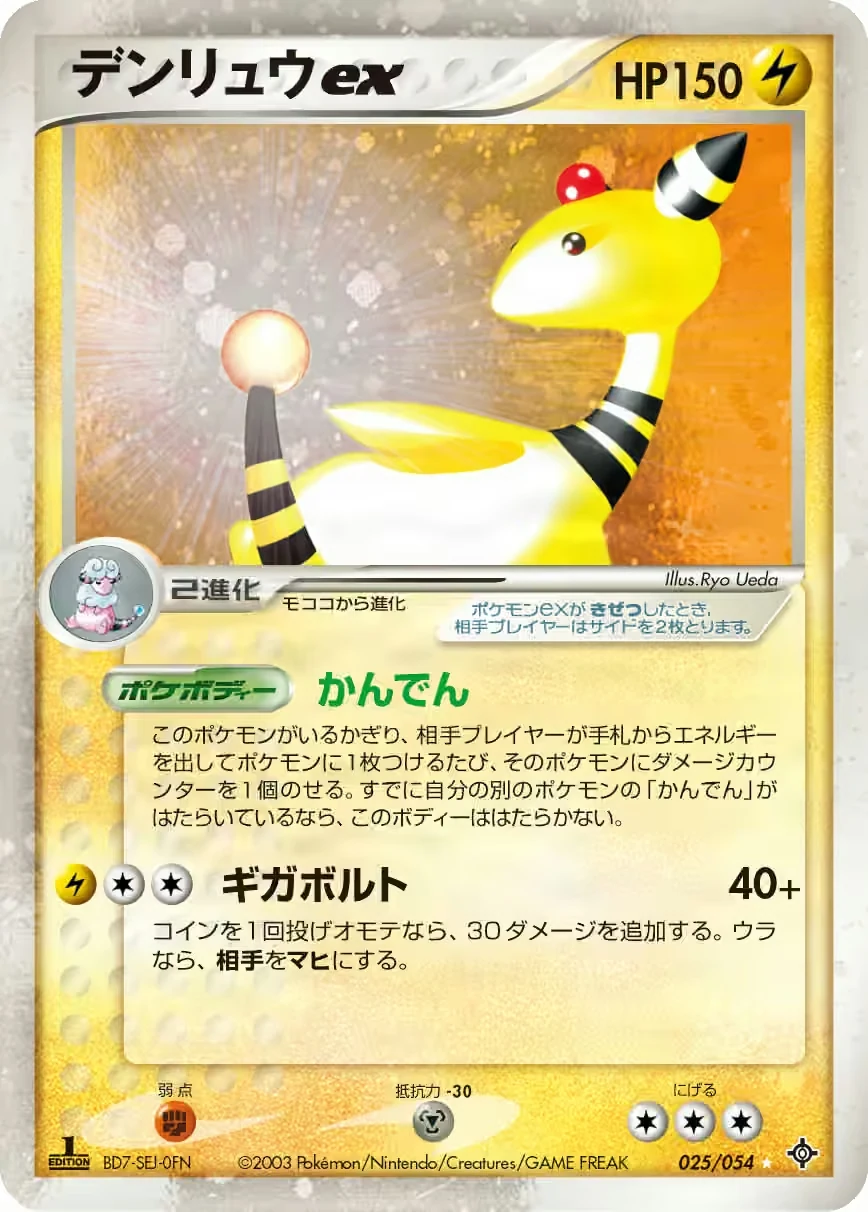 デンリュウex
HP150
Illus.Ryo Ueda
2進化
モココから進化
ポケモンexが きぜつしたとき、
相手プレイヤーはサイドを2枚とります。
ポケボディー かんでん
このポケモンがいるかぎり、相手プレイヤーが手札からエネルギー
を出してポケモンに1枚つけるたび、そのポケモンにダメージカウ
ンターを1個のせる。すでに自分の別のポケモンの「かんでん」が
はたらいているなら、このボディーははたらかない。
ギガボルト 40+
コインを1回投げオモテなら、30ダメージを追加する。ウラ
なら、相手をマヒにする。
弱点
抵抗力 -30
にげる
1
EDITION
BD7-SEJ-0FN
©2003 Pokémon/Nintendo/Creatures/GAME FREAK
025/054